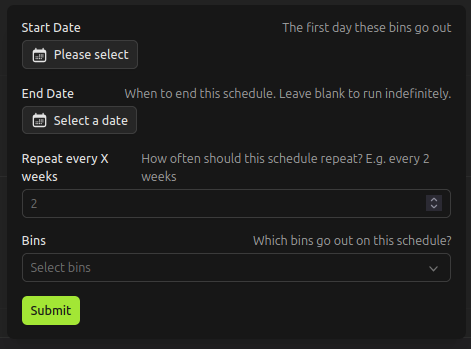 Start Date The first day these bins go out
Please select
End Date When to end this schedule. Leave blank to run indefinitely.
Select a date
Repeat every X How often should this schedule repeat? E.g. every 2
weeks weeks
2
Bins Which bins go out on this schedule?
Select bins
Submit